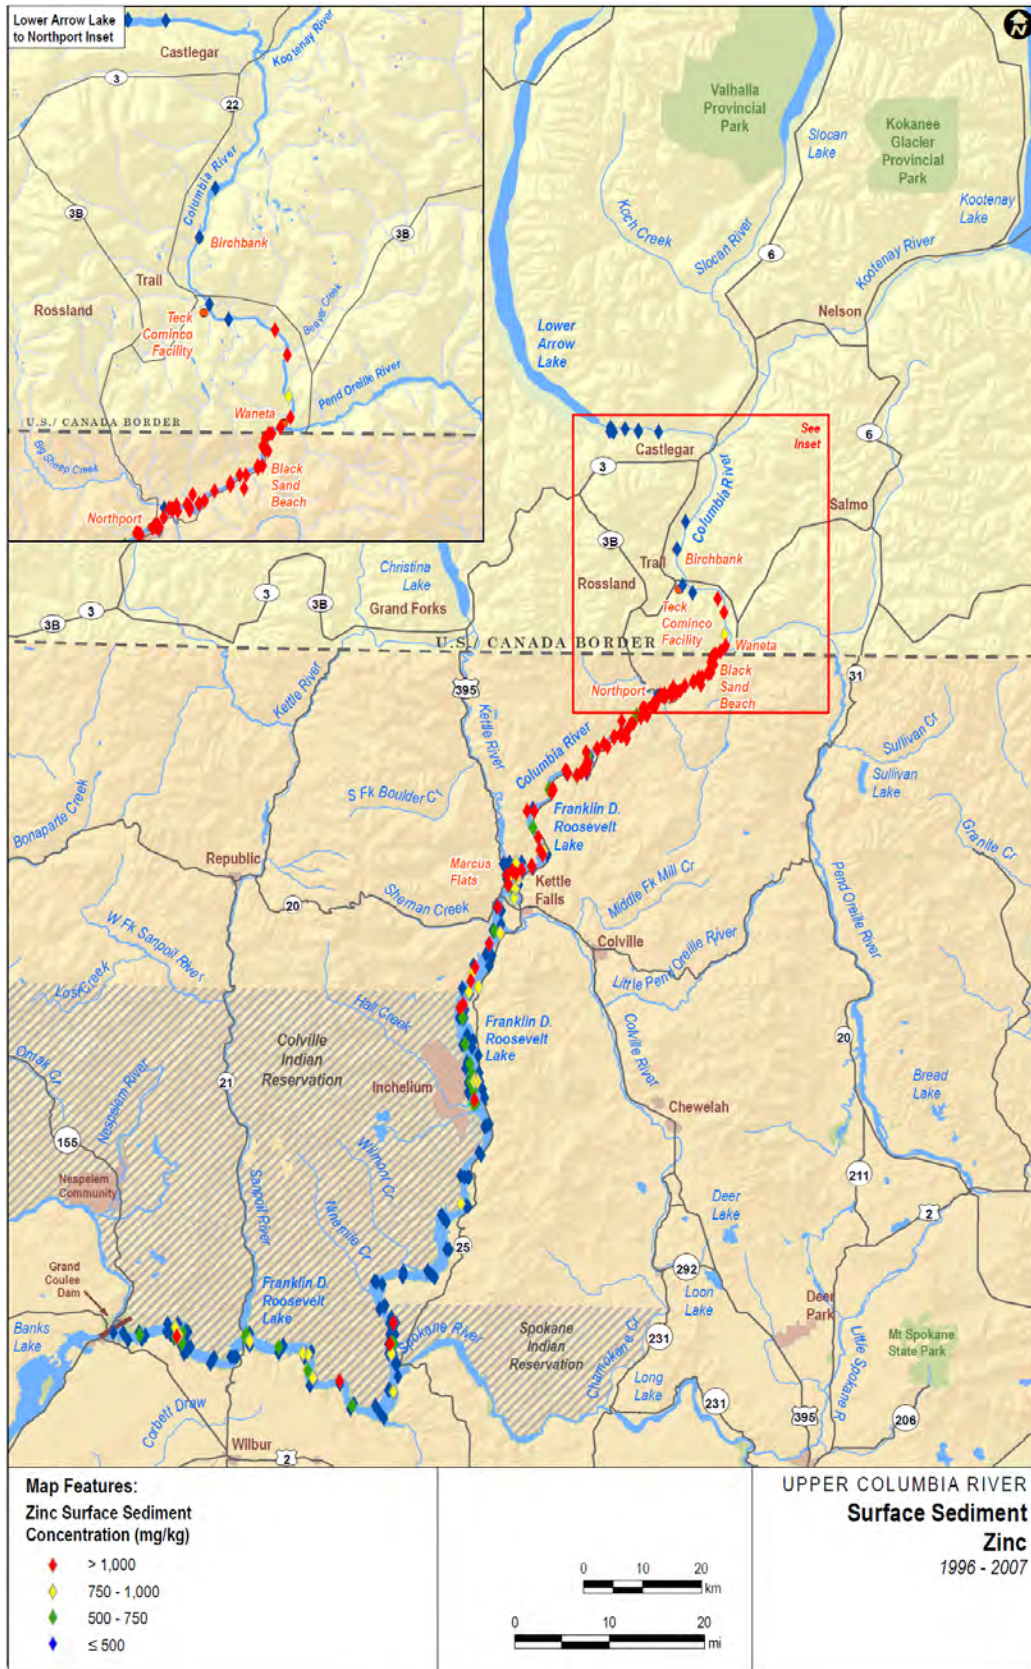 Lower Arrow Lake
to Northport Inset
Castlegar
Kootenay River
3
22
Columbia River
3B
3B
Birchbank
Trail
Rossland
Teck
Cominco
Facility
Beaver Creek
Pend Oreille River
Waneta
U.S./ CANADA BORDER
Big Sheep Creek
Black
Sand
Beach
Northport
N
Valhalla
Provincial
Park
Slocan
Lake
Kokanee
Glacier
Provincial
Park
Kootenay
Lake
Koch Creek
Slocan River
6
Kootenay River
Nelson
Lower
Arrow
Lake
See
Inset
6
Castlegar
3
Columbia River
Salmo
3B
Trail
Birchbank
Rossland
Teck
Cominco
Facility
Christina
Lake
Grand Forks
3
3B
3
3B
U.S./ CANADA BORDER
Waneta
Black
Sand
Beach
Northport
31
395
Kettle River
Kettle River
Columbia River
Sullivan Cr
Sullivan
Lake
S Fk Boulder Cr
Bonaparte Creek
Franklin D.
Roosevelt
Lake
Granite Cr
Republic
Marcus
Flats
Kettle
Falls
Middle Fk Mill Cr
Pend Oreille River
20
Sherman Creek
W Fk Sanpoil River
Colville
Little Pend Oreille River
Lost Creek
Hall Creek
Franklin D.
Roosevelt
Lake
Colville
Indian
Reservation
Colville River
20
Omak Cr
21
Inchelium
Bread
Lake
Nespelem River
Chewelah
155
Wilmont Cr
Nespelem
Community
Sanpoil River
Ninemile Cr
211
Deer
Lake
2
25
292
Loon
Lake
Grand
Coulee
Dam
Franklin D.
Roosevelt
Lake
Deer
Park
Banks
Lake
Spokane River
Spokane
Indian
Reservation
Chamokane Cr
231
Mt Spokane
State Park
Little Spokane R
Long
Lake
Corbett Draw
231
395
206
Wilbur
2
Map Features:
Zinc Surface Sediment
Concentration (mg/kg)
> 1,000
750 - 1,000
500 - 750
≤ 500
0 10 20
km
0 10 20
mi
UPPER COLUMBIA RIVER
Surface Sediment
Zinc
1996 - 2007